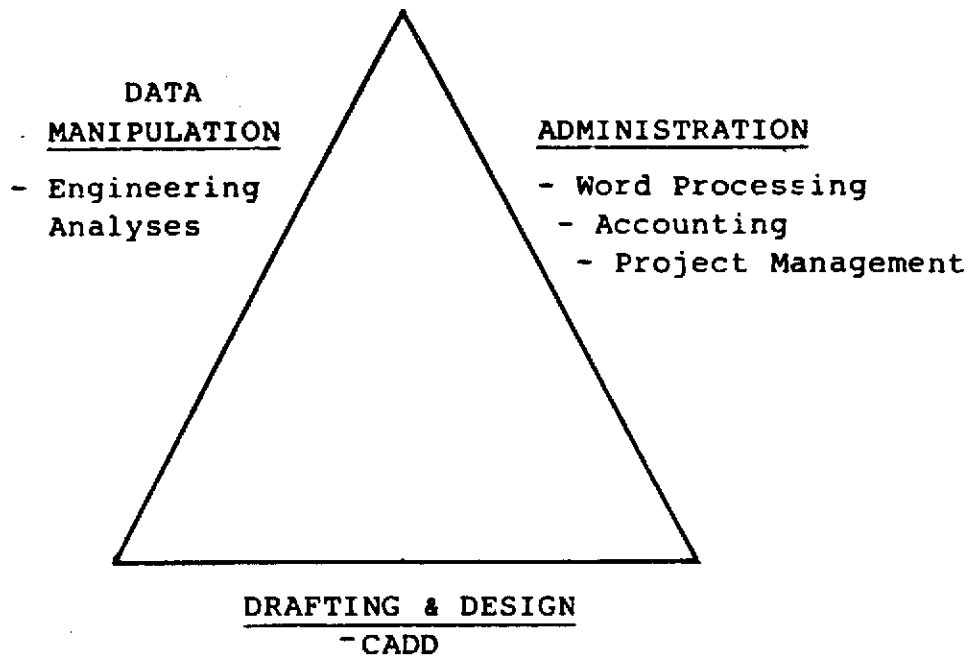 DATA
MANIPULATION
- Engineering
Analyses
ADMINISTRATION
- Word Processing
- Accounting
- Project Management
DRAFTING & DESIGN
- CADD